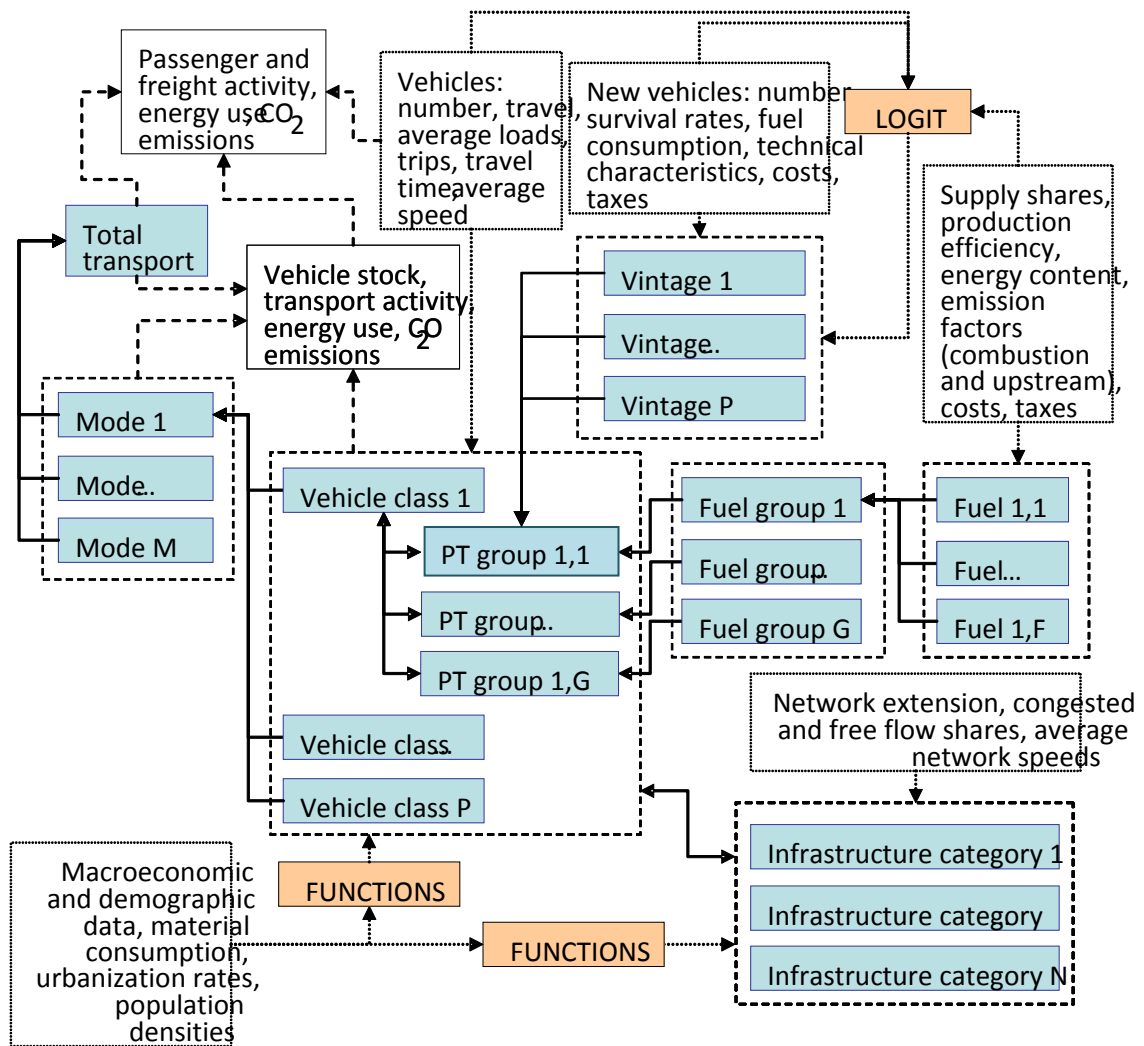 Passenger and
freight activity,
energy use, CO2
emissions
Vehicles:
number, travel,
average loads,
trips, travel
timeaverage
speed
New vehicles: number
survival rates, fuel
consumption, technical
characteristics, costs,
taxes
LOGIT
Supply shares,
production
efficiency,
energy content,
emission
factors
(combustion
and upstream),
costs, taxes
Total
transport
Vehicle stock,
transport activity,
energy use, CO2
emissions
Vintage 1
Vintage...
Vintage P
Mode 1
Mode...
Mode M
Vehicle class 1
PT group 1,1
PT group...
PT group 1,G
Vehicle class...
Vehicle class P
Fuel group 1
Fuel group...
Fuel group G
Fuel 1,1
Fuel...
Fuel 1,F
Network extension, congested
and free flow shares, average
network speeds
Infrastructure category 1
Infrastructure category
Infrastructure category N
Macroeconomic
and demographic
data, material
consumption,
urbanization rates,
population
densities
FUNCTIONS
FUNCTIONS